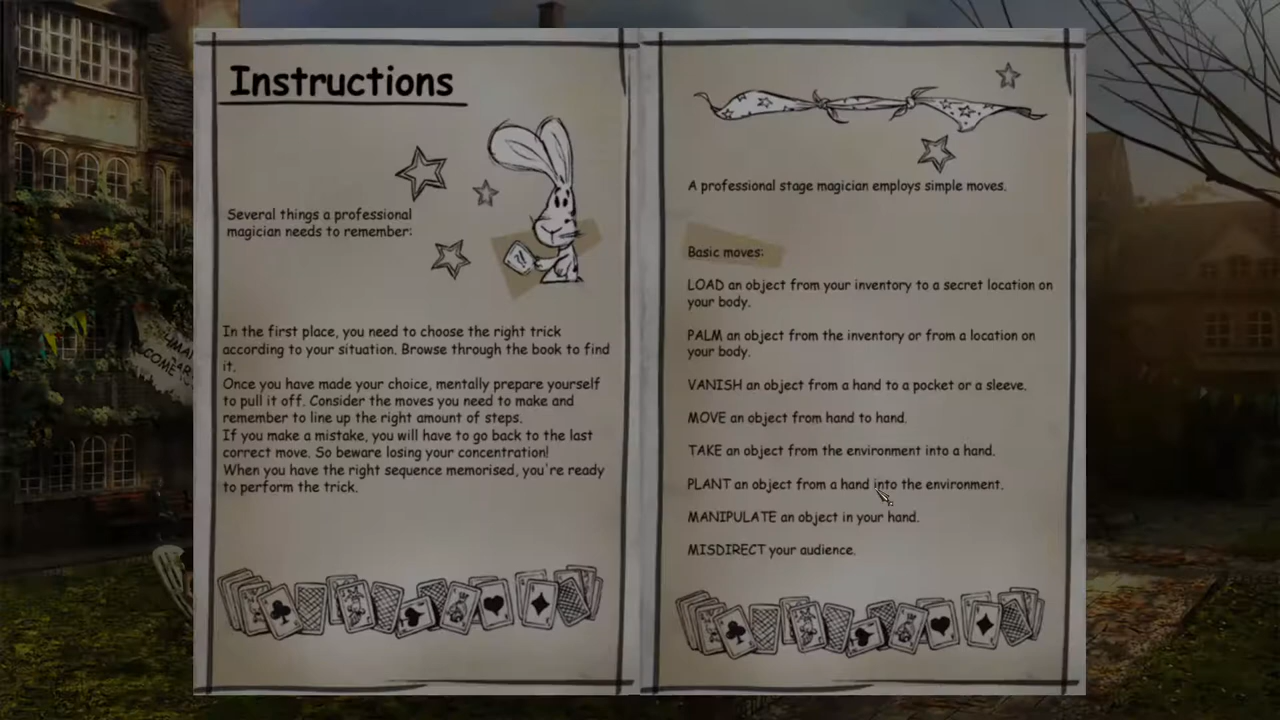 Instructions
Several things a professional
magician needs to remember:
In the first place, you need to choose the right trick
according to your situation. Browse through the book to find
it.
Once you have made your choice, mentally prepare yourself
to pull it off. Consider the moves you need to make and
remember to line up the right amount of steps.
If you make a mistake, you will have to go back to the last
correct move. So beware losing your concentration!
When you have the right sequence memorised, you're ready
to perform the trick.
A professional stage magician employs simple moves.
Basic moves:
LOAD an object from your inventory to a secret location on
your body.
PALM an object from the inventory or from a location on
your body.
VANISH an object from a hand to a pocket or a sleeve.
MOVE an object from hand to hand.
TAKE an object from the environment into a hand.
PLANT an object from a hand into the environment.
MANIPULATE an object in your hand.
MISDIRECT your audience.